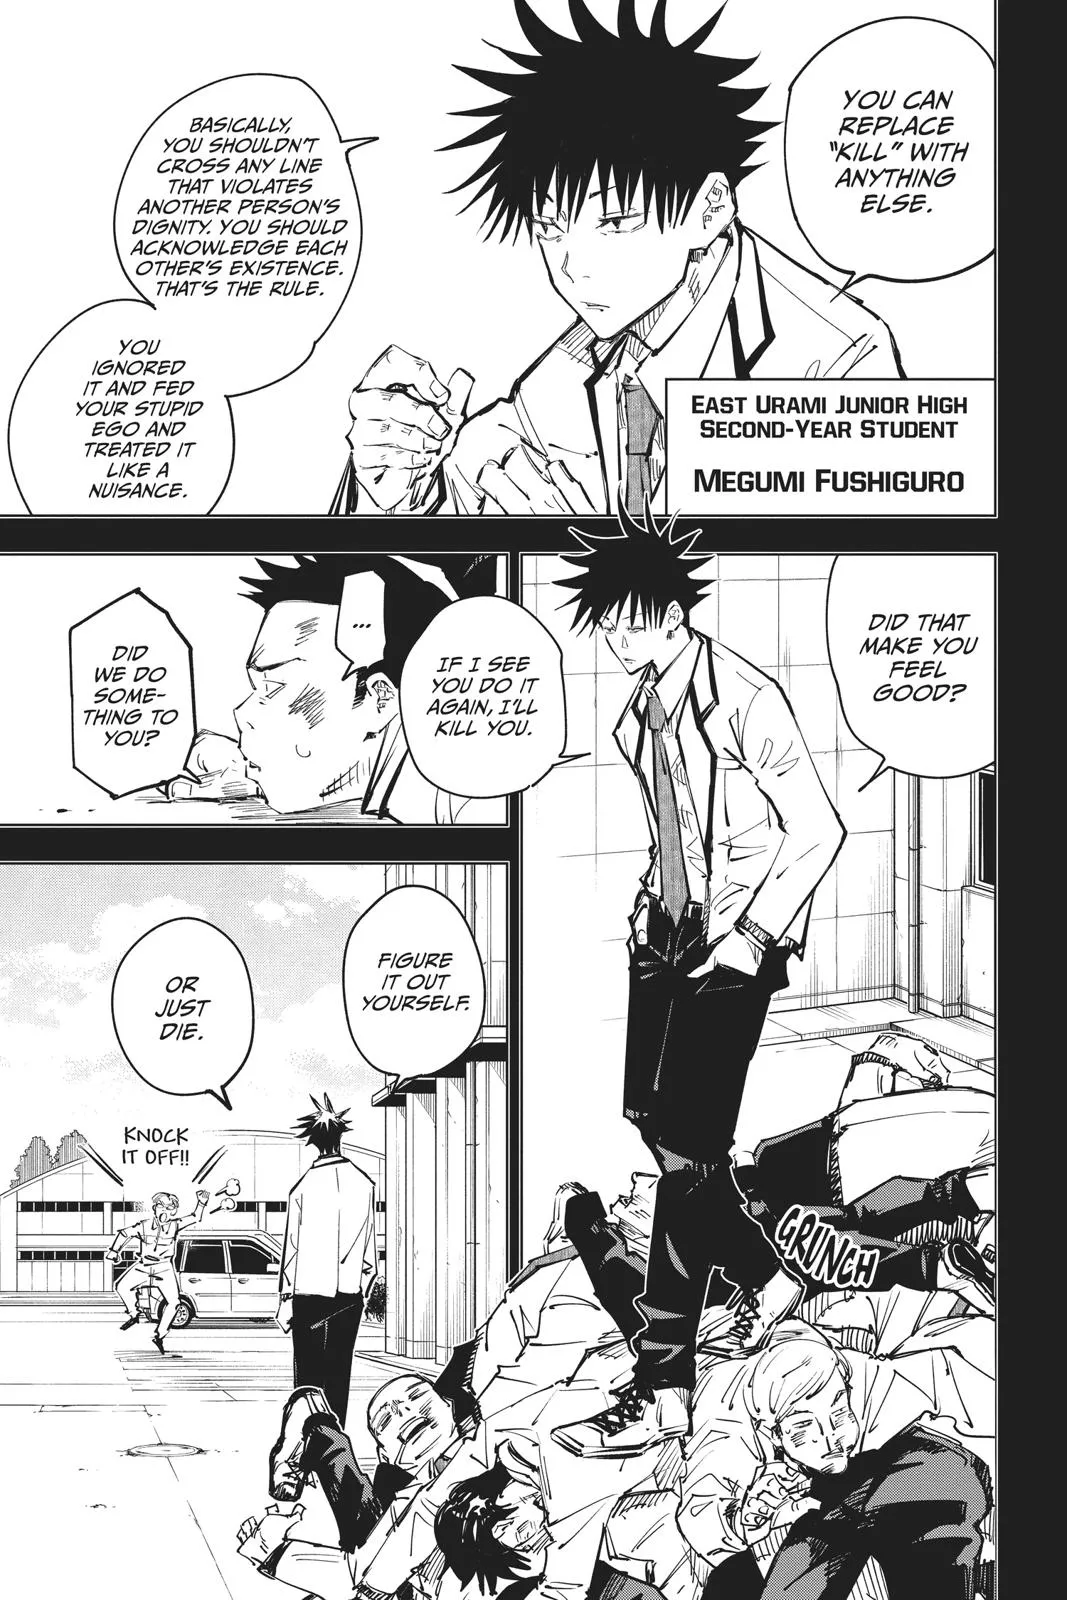 YOU CAN
REPLACE
"KILL" WITH
ANYTHING
ELSE.
BASICALLY,
YOU SHOULDN'T
CROSS ANY LINE
THAT VIOLATES
ANOTHER PERSON'S
DIGNITY. YOU SHOULD
ACKNOWLEDGE EACH
OTHER'S EXISTENCE.
THAT'S THE RULE.
YOU
IGNORED
IT AND FED
YOUR STUPID
EGO AND
TREATED IT
LIKE A
NUISANCE.
EAST URAMI JUNIOR HIGH
SECOND-YEAR STUDENT
MEGUMI FUSHIGURO
DID THAT
MAKE YOU
FEEL
GOOD?
IF I SEE
YOU DO IT
AGAIN, I'LL
KILL YOU.
GRUNCH
...
DID
WE DO
SOME-
THING TO
YOU?
FIGURE
IT OUT
YOURSELF.
OR
JUST
DIE.
KNOCK
IT OFF!!